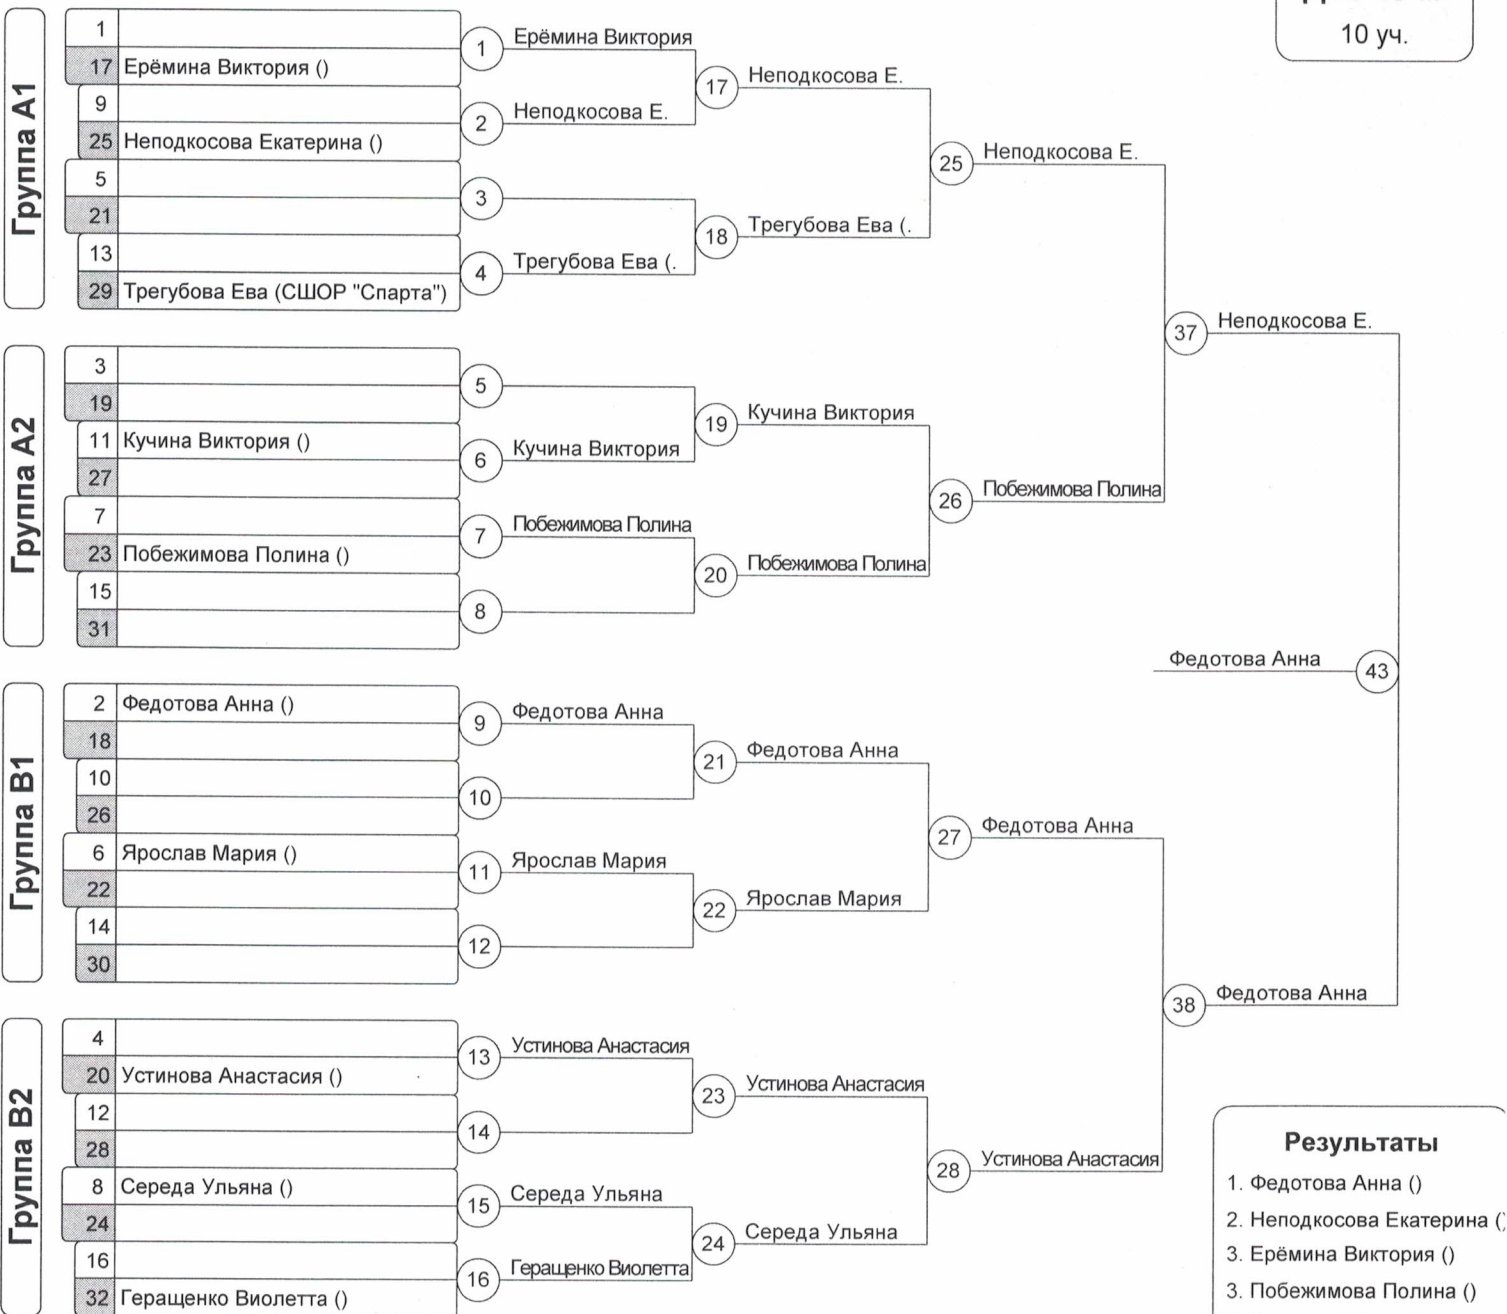 10 уч.
Группа A1
1
17 Ерёмина Виктория ()
9
25 Неподкосова Екатерина ()
5
21
13
29 Трегубова Ева (СШОР "Спарта")
1 Ерёмина Виктория
2 Неподкосова Е.
3
4 Трегубова Ева (.
17 Неподкосова Е.
18 Трегубова Ева (.
25 Неподкосова Е.
Группа A2
3
19
11 Кучина Виктория ()
27
7
23 Побежимова Полина ()
15
31
5
6 Кучина Виктория
7 Побежимова Полина
8
19 Кучина Виктория
20 Побежимова Полина
26 Побежимова Полина
37 Неподкосова Е.
Федотова Анна 43
Группа B1
2 Федотова Анна ()
18
10
26
6 Ярослав Мария ()
22
14
30
9 Федотова Анна
10
11 Ярослав Мария
12
21 Федотова Анна
22 Ярослав Мария
27 Федотова Анна
Группа B2
4
20 Устинова Анастасия ()
12
28
8 Середа Ульяна ()
24
16
32 Геращенко Виолетта ()
13 Устинова Анастасия
14
15 Середа Ульяна
16 Геращенко Виолетта
23 Устинова Анастасия
24 Середа Ульяна
28 Устинова Анастасия
38 Федотова Анна
Результаты
1. Федотова Анна ()
2. Неподкосова Екатерина ()
3. Ерёмина Виктория ()
3. Побежимова Полина ()